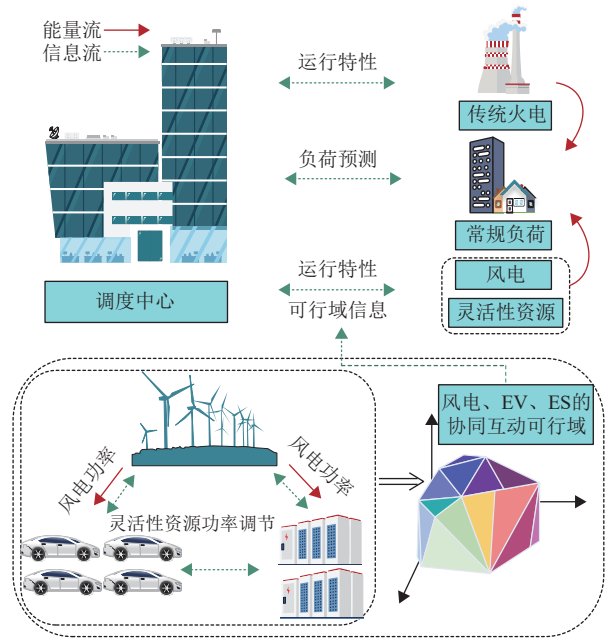 能量流
信息流
运行特性
传统火电
负荷预测
常规负荷
运行特性
可行域信息
风电
灵活性资源
调度中心
风电、EV、ES的
协同互动可行域
风电功率
风电功率
灵活性资源功率调节